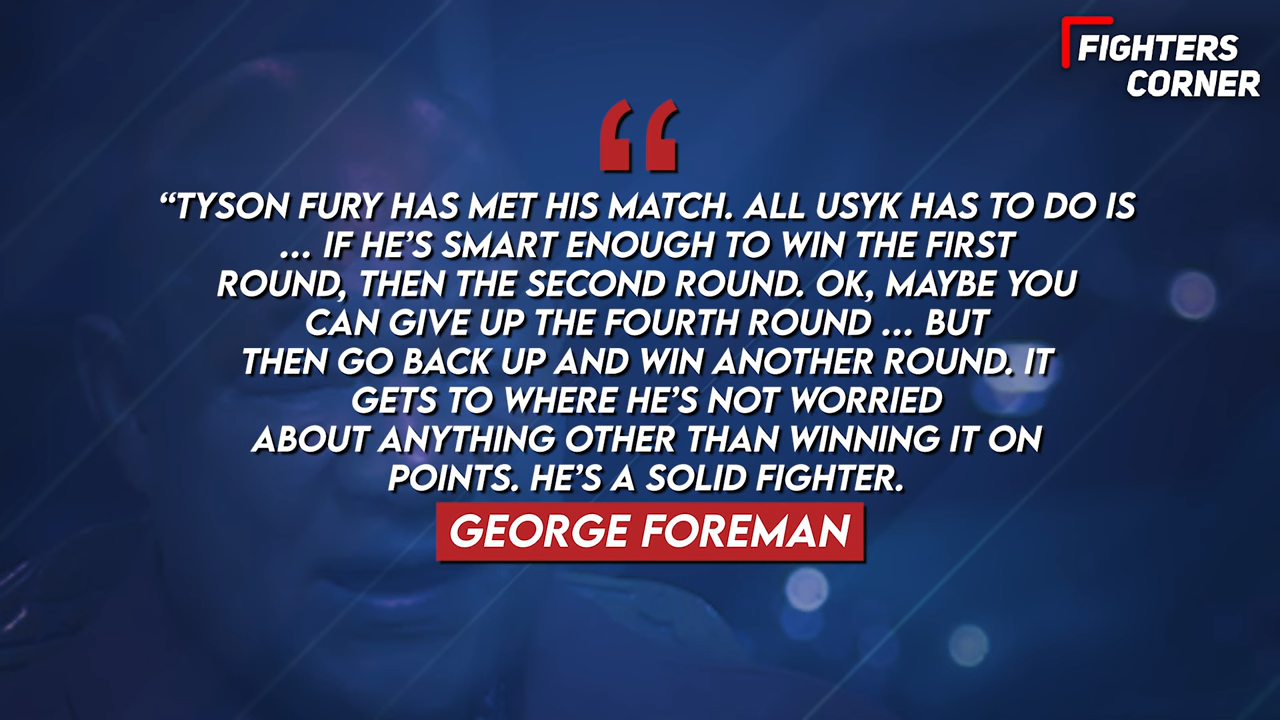 FIGHTERS
CORNER
“
“TYSON FURY HAS MET HIS MATCH. ALL USYK HAS TO DO IS
... IF HE’S SMART ENOUGH TO WIN THE FIRST
ROUND, THEN THE SECOND ROUND. OK, MAYBE YOU
CAN GIVE UP THE FOURTH ROUND ... BUT
THEN GO BACK UP AND WIN ANOTHER ROUND. IT
GETS TO WHERE HE’S NOT WORRIED
ABOUT ANYTHING OTHER THAN WINNING IT ON
POINTS. HE’S A SOLID FIGHTER.
GEORGE FOREMAN